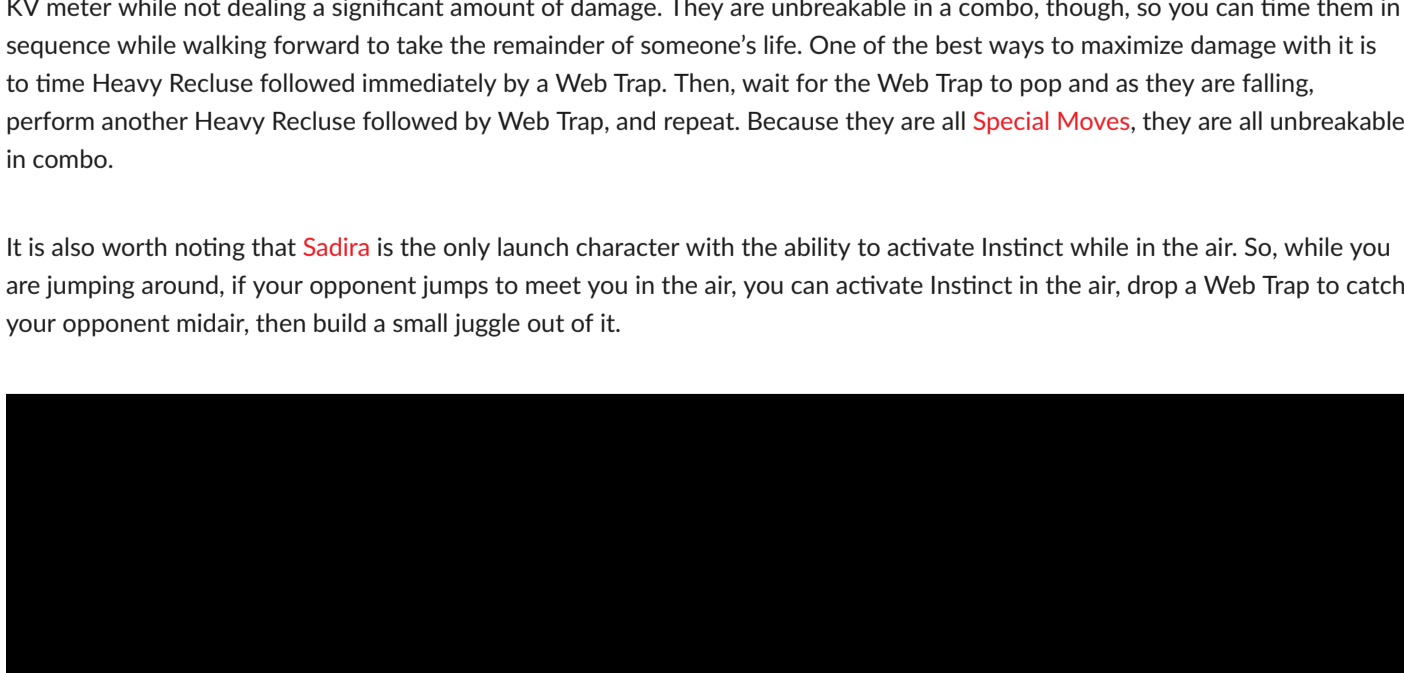 KV meter while not dealing a significant amount of damage. They are unbreakable in a combo, though, so you can time them in
sequence while walking forward to take the remainder of someone’s life. One of the best ways to maximize damage with it is
to time Heavy Recluse followed immediately by a Web Trap. Then, wait for the Web Trap to pop and as they are falling,
perform another Heavy Recluse followed by Web Trap, and repeat. Because they are all Special Moves, they are all unbreakable
in combo.
It is also worth noting that Sadira is the only launch character with the ability to activate Instinct while in the air. So, while you
are jumping around, if your opponent jumps to meet you in the air, you can activate Instinct in the air, drop a Web Trap to catch
your opponent midair, then build a small juggle out of it.